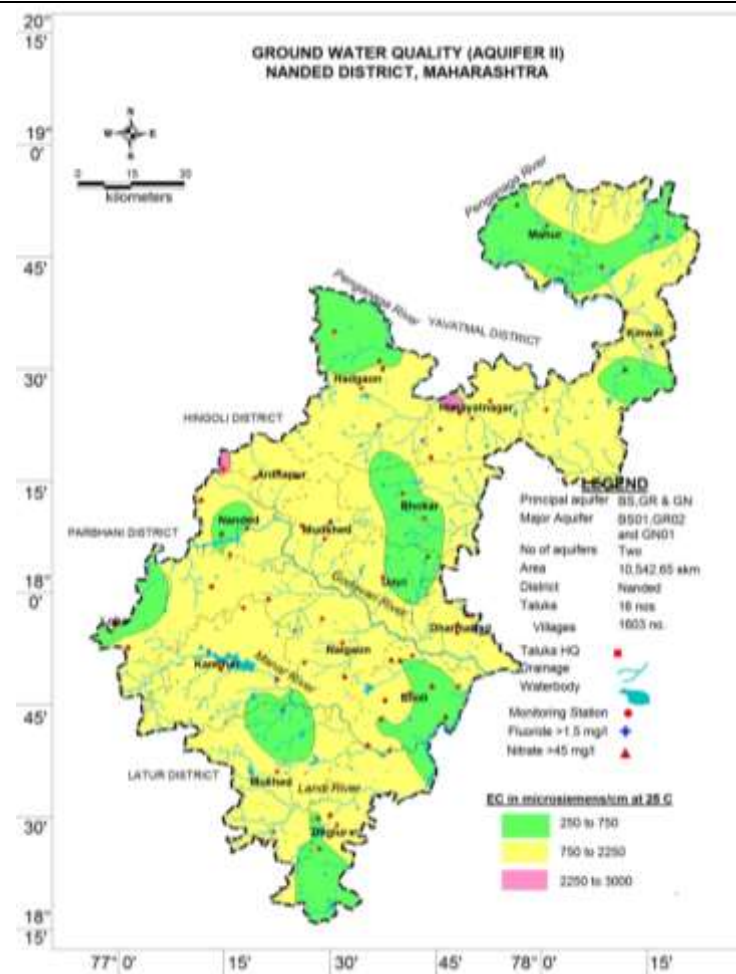 GROUND WATER QUALITY (AQUIFER II)
NANDED DISTRICT, MAHARASHTRA
20°
15'
19°
0'
45'
30'
15'
18°
0'
45'
30'
18°
15'
N
W
E
0 15 30
kilometers
Penganga River
Mahur
Penganaga River
YAVATMAL DISTRICT
Kinwat
Hadgaon
Himayatnagar
HINGOLI DISTRICT
Ardhapur
Bhokar
Nanded
Mudkhed
PARBHANI DISTRICT
Umri
Godavari River
Dharmabad
Naigaon
Kandhar
Manar River
Biloli
LATUR DISTRICT
Mukhed
Landi River
Deglur
LEGEND
Principal aquifer BS,GR & GN
Major Aquifer BS01,GR02
and GN01
No of aquifers Two
Area 10,542.65 skm
District Nanded
Taluka 16 nos
Villages 1603 no.
Taluka HQ
Drainage
Waterbody
Monitoring Station
Fluoride >1.5 mg/l
Nitrate >45 mg/l
EC in microsiemens/cm at 25 C
250 to 750
750 to 2250
2250 to 3000
77° 0' 15' 30' 45' 78° 0' 15'